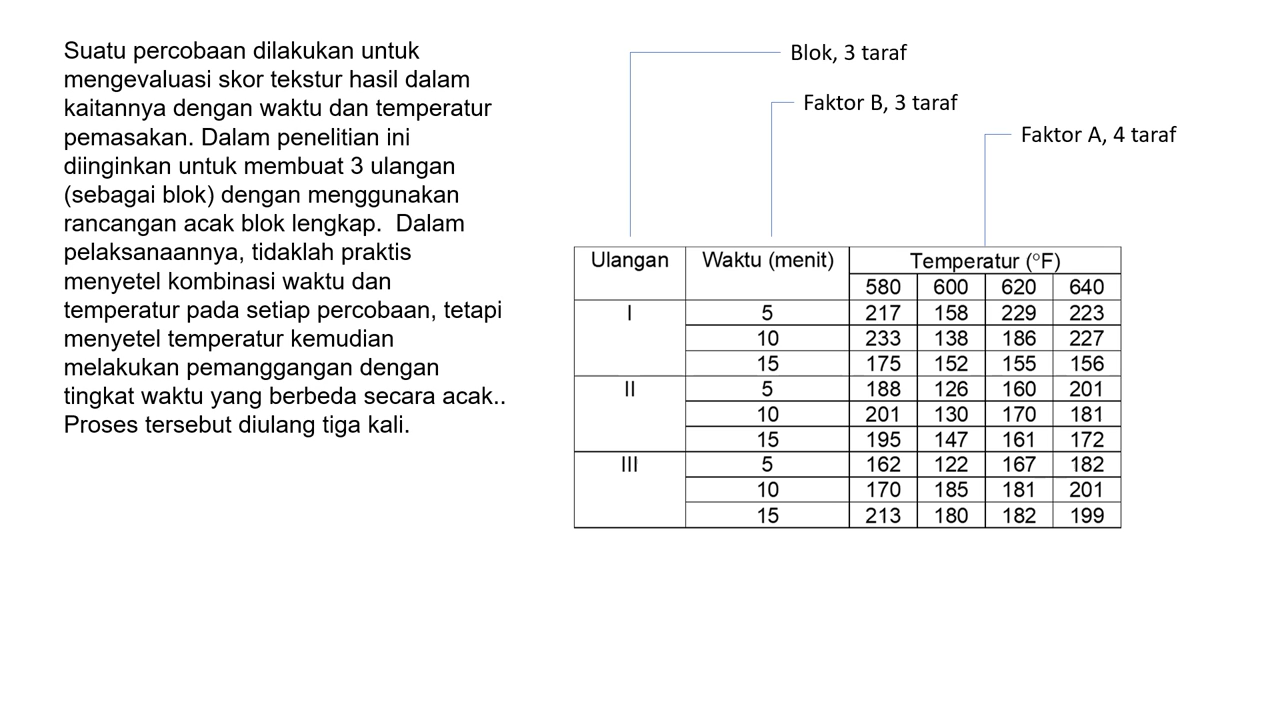 Suatu percobaan dilakukan untuk
mengevaluasi skor tekstur hasil dalam
kaitannya dengan waktu dan temperatur
pemasakan. Dalam penelitian ini
diinginkan untuk membuat 3 ulangan
(sebagai blok) dengan menggunakan
rancangan acak blok lengkap.  Dalam
pelaksanaannya, tidaklah praktis
menyetel kombinasi waktu dan
temperatur pada setiap percobaan, tetapi
menyetel temperatur kemudian
melakukan pemanggangan dengan
tingkat waktu yang berbeda secara acak..
Proses tersebut diulang tiga kali.
Blok, 3 taraf
Faktor B, 3 taraf
Faktor A, 4 taraf
Ulangan Waktu (menit) Temperatur (°F)
580 600 620 640
I 5 217 158 229 223
10 233 138 186 227
15 175 152 155 156
II 5 188 126 160 201
10 201 130 170 181
15 195 147 161 172
III 5 162 122 167 182
10 170 185 181 201
15 213 180 182 199